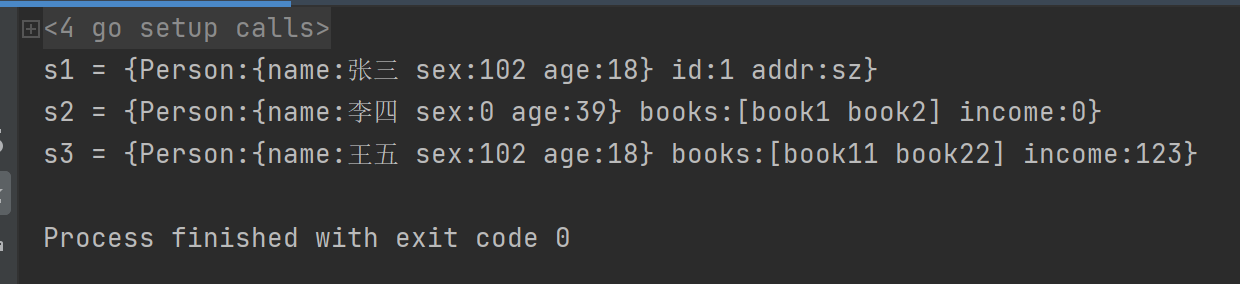 <4 go setup calls>
s1 = {Person:{name:张三 sex:102 age:18} id:1 addr:sz}
s2 = {Person:{name:李四 sex:0 age:39} books:[book1 book2] income:0}
s3 = {Person:{name:王五 sex:102 age:18} books:[book11 book22] income:123}
Process finished with exit code 0